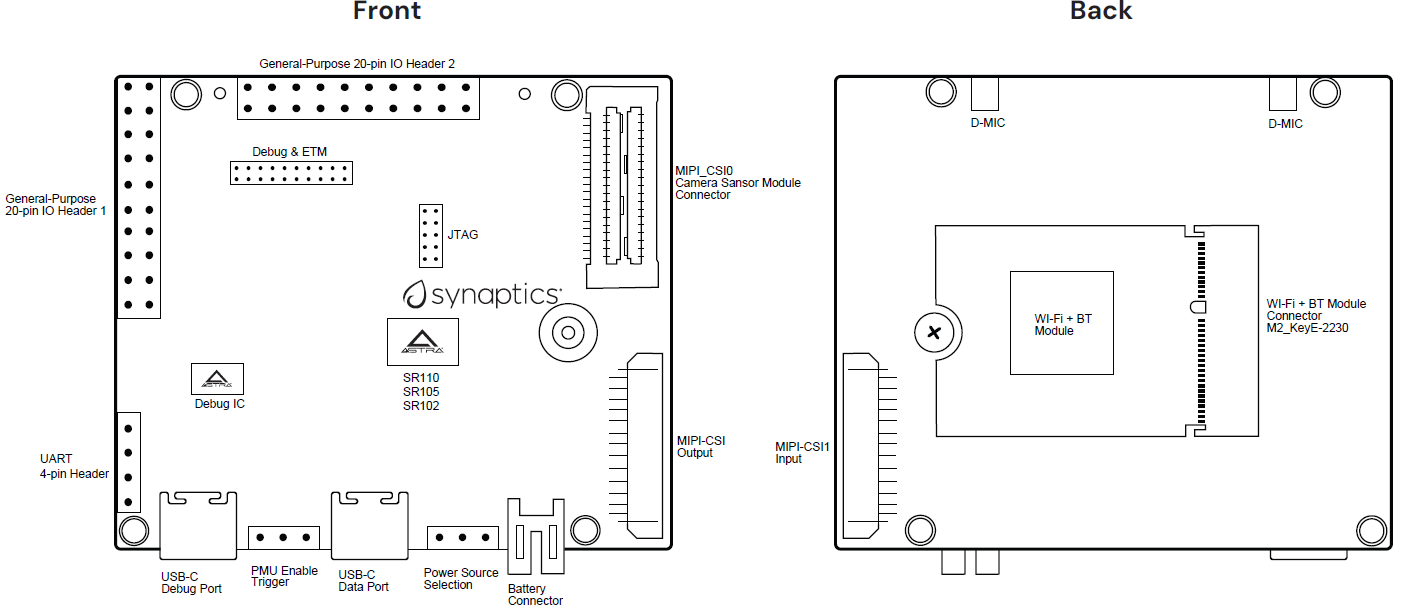 Front
Back
General-Purpose 20-pin IO Header 2
D-MIC
D-MIC
Debug & ETM
MIPI_CSI0
Camera Sansor Module
Connector
General-Purpose
20-pin IO Header 1
JTAG
synaptics
WI-Fi + BT
Module
WI-Fi + BT Module
Connector
M2_KeyE-2230
ASTRA
SR110
SR105
SR102
ASTRA
Debug IC
MIPI-CSI
Output
MIPI-CSI1
Input
UART
4-pin Header
USB-C
Debug Port
PMU Enable
Trigger
USB-C
Data Port
Power Source
Selection
Battery
Connector